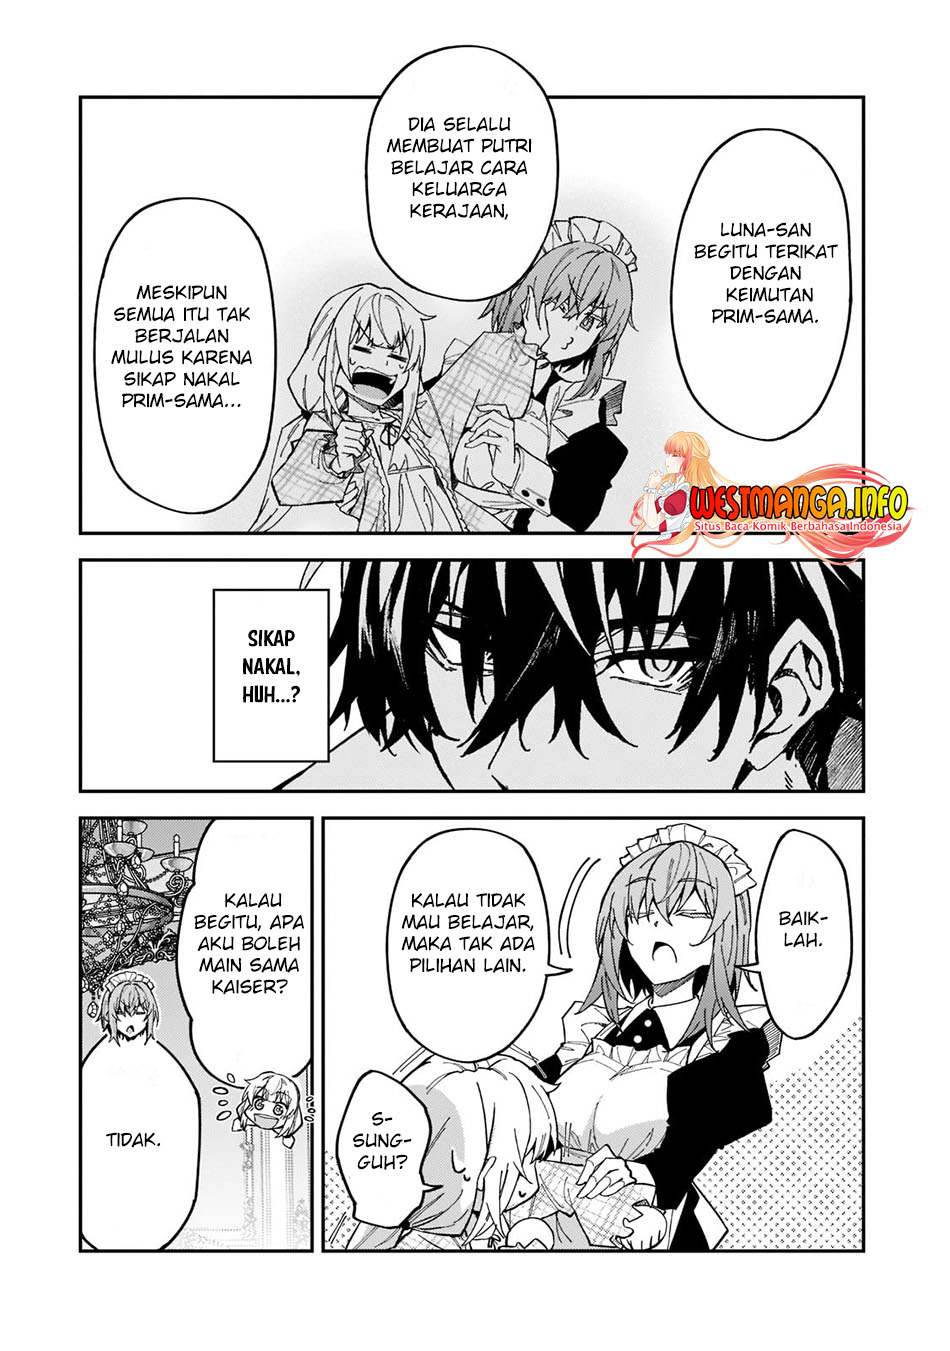 LUNA-SAN
BEGITU TERIKAT
DENGAN
KEIMUTAN
PRIM-SAMA.
DIA SELALU
MEMBUAT PUTRI
BELAJAR CARA
KELUARGA
KERAJAAN,
MESKIPUN
SEMUA ITU TAK
BERJALAN
MULUS KARENA
SIKAP NAKAL
PRIM-SAMA...
WESTMANGA.INFO
Situs Baca Komik Berbahasa Indonesia
SIKAP
NAKAL,
HUH...?
BAIK-
LAH.
KALAU TIDAK
MAU BELAJAR,
MAKA TAK ADA
PILIHAN LAIN.
S-
SUNG-
GUH?
KALAU
BEGITU, APA
AKU BOLEH
MAIN SAMA
KAISER?
TIDAK.